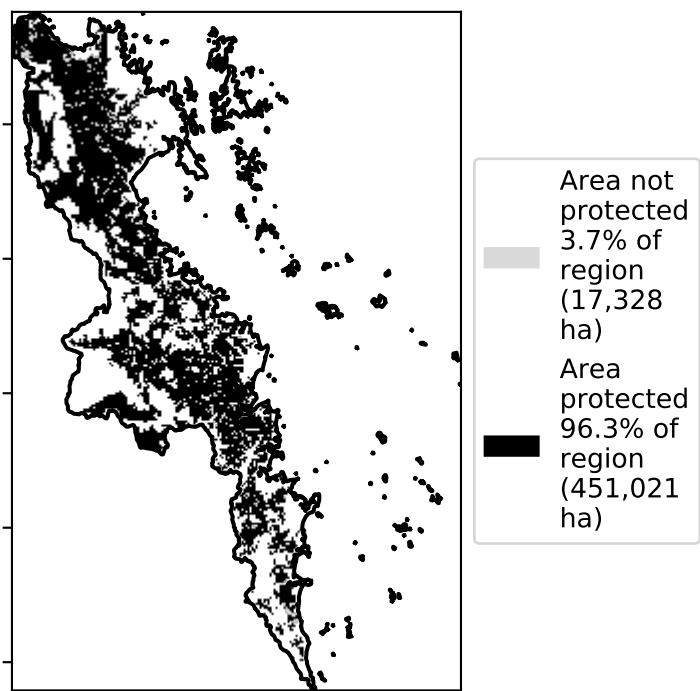 Area not
protected
3.7% of
region
(17,328
ha)
Area
protected
96.3% of
region
(451,021
ha)